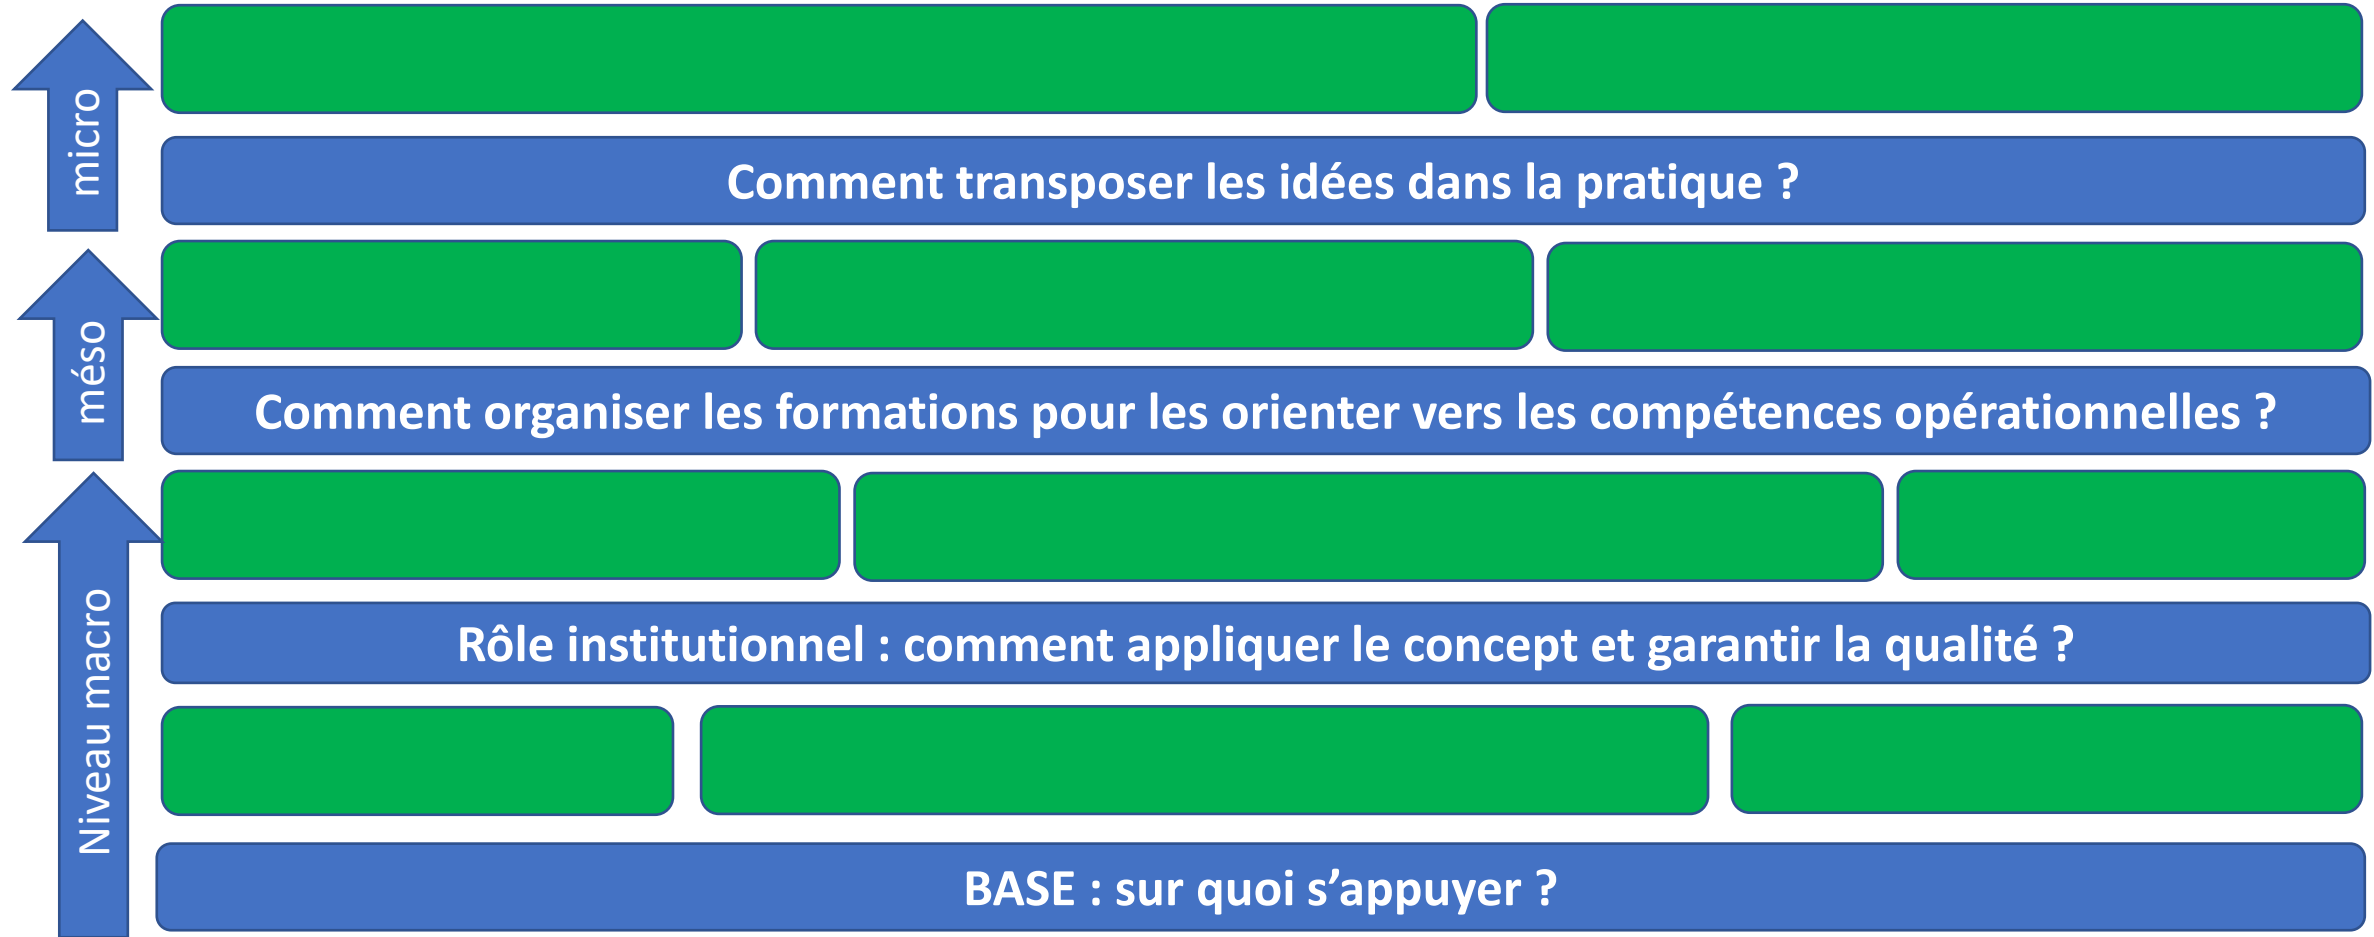 micro
Comment transposer les idées dans la pratique ?
méso
Comment organiser les formations pour les orienter vers les compétences opérationnelles ?
Niveau macro
Rôle institutionnel : comment appliquer le concept et garantir la qualité ?
BASE : sur quoi s’appuyer ?